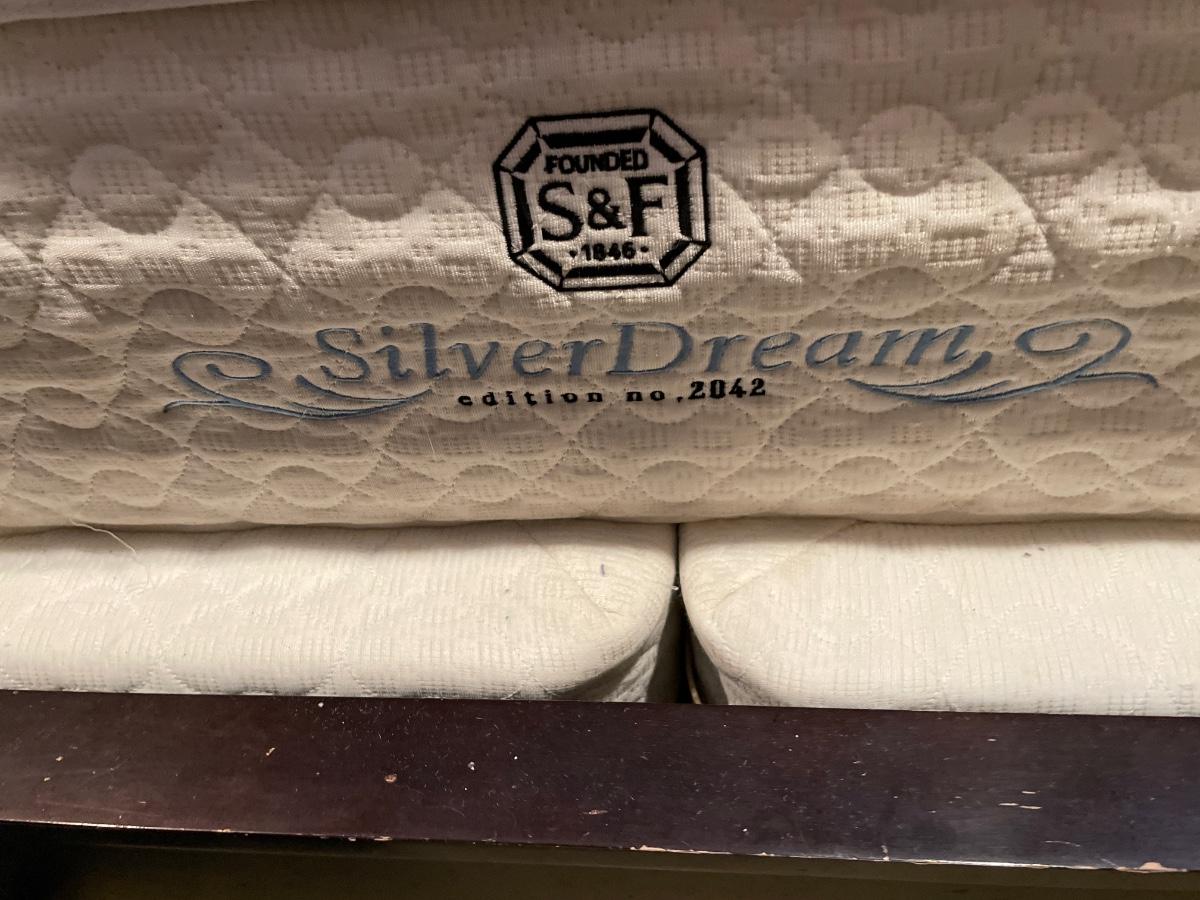 FOUNDED
S&F
·1846·
SilverDream
edition no.2042